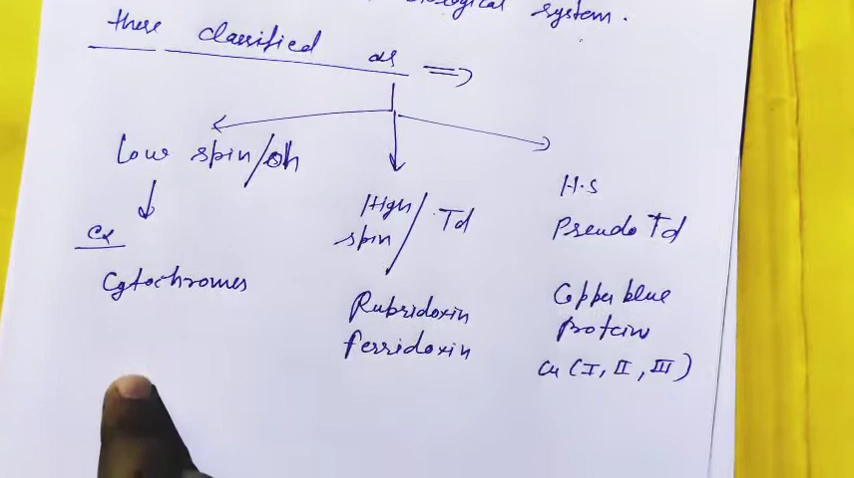 system.
these classified as =>
Low spin/oh
ex
Cytochromes
High spin/Td
Rubridoxin
ferridoxin
H.S
Pseudo Td
Copper blue
protein
Cu (I, II, III)